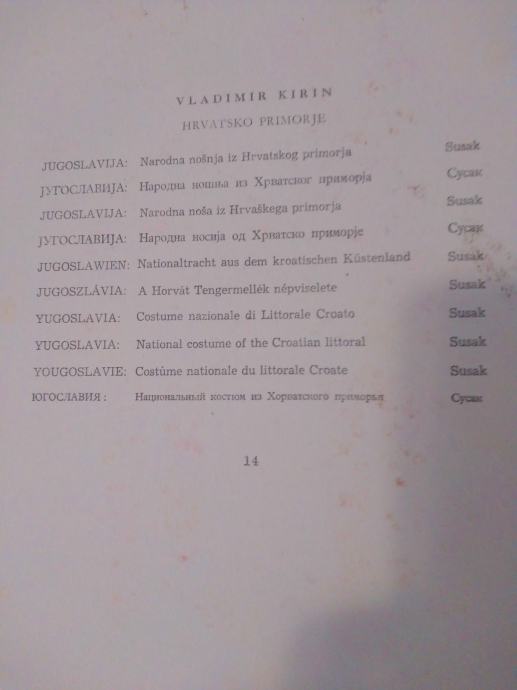 VLADIMIR KIRIN
HRVATSKO PRIMORJE
JUGOSLAVIJA: Narodna nošnja iz Hrvatskog primorja Susak
ЈУГОСЛАВИЈА: Народна ношња из Хрватског приморја Сусак
JUGOSLAVIJA: Narodna noša iz Hrvaškega primorja Susak
ЈУГОСЛАВИЈА: Народна носија од Хрватско приморје Сусак
JUGOSLAWIEN: Nationaltracht aus dem kroatischen Küstenland Susak
JUGOSZLÁVIA: A Horvát Tengermellék népviselete Susak
YUGOSLAVIA: Costume nazionale di Littorale Croato Susak
YUGOSLAVIA: National costume of the Croatian littoral Susak
YOUGOSLAVIE: Costûme nationale du littorale Croate Susak
ЮГОСЛАВИЯ: Национальный костюм из Хорватского приморья Сусак
14